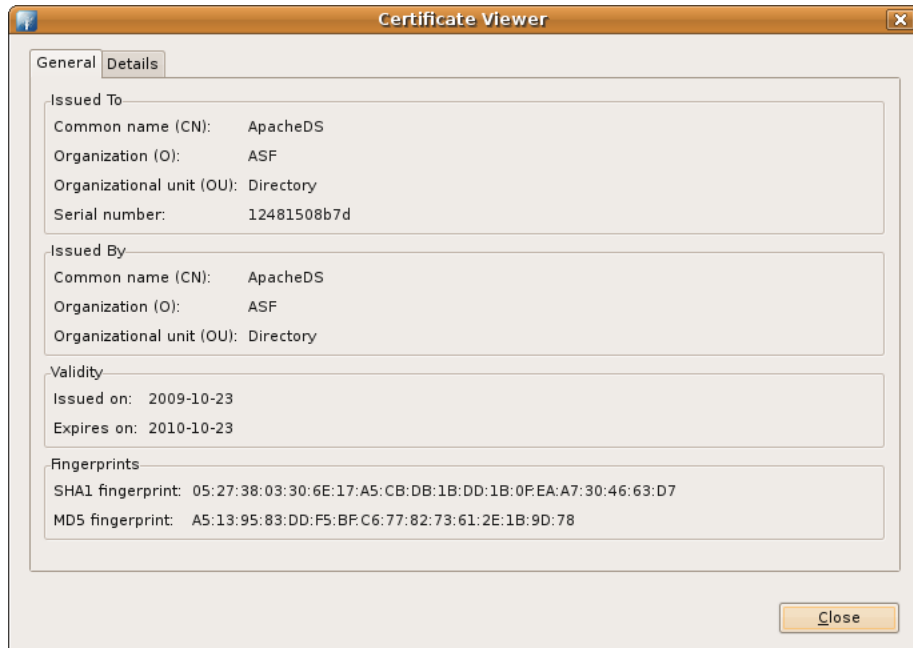 Certificate Viewer
General Details
Issued To
Common name (CN): ApacheDS
Organization (O): ASF
Organizational unit (OU): Directory
Serial number: 12481508b7d
Issued By
Common name (CN): ApacheDS
Organization (O): ASF
Organizational unit (OU): Directory
Validity
Issued on: 2009-10-23
Expires on: 2010-10-23
Fingerprints
SHA1 fingerprint: 05:27:38:03:30:6E:17:A5:CB:DB:1B:DD:1B:0F:EA:A7:30:46:63:D7
MD5 fingerprint: A5:13:95:83:DD:F5:BF:C6:77:82:73:61:2E:1B:9D:78
Close